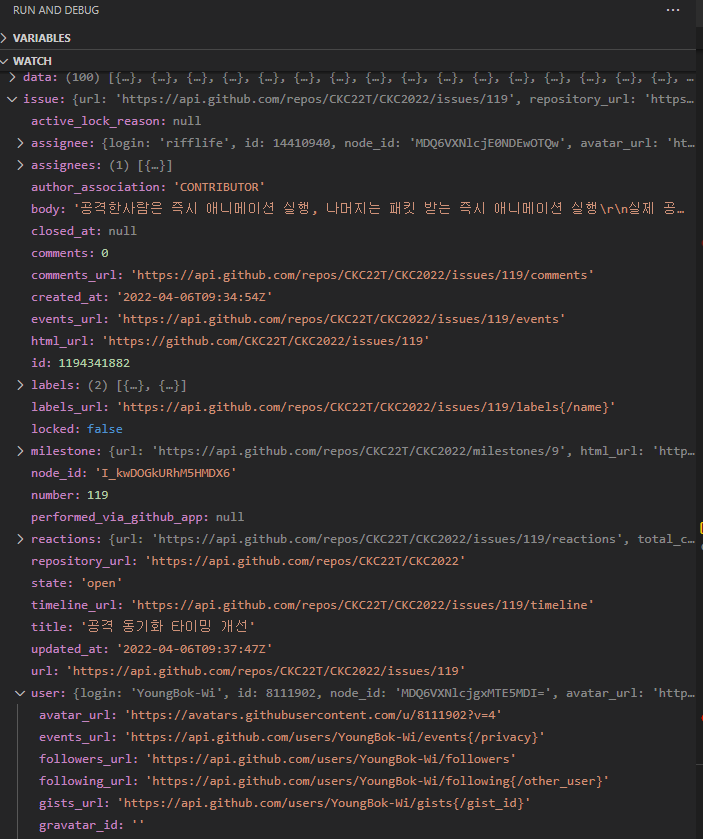 RUN AND DEBUG
VARIABLES
WATCH
data: (100) [{…}, {…}, {…}, {…}, {…}, {…}, {…}, {…}, {…}, {…}, {…}, {…}, {…}, {…}, {…}, {…}, …
issue: {url: 'https://api.github.com/repos/CKC22T/CKC2022/issues/119', repository_url: 'https…
active_lock_reason: null
assignee: {login: 'rifflife', id: 14410940, node_id: 'MDQ6VXNlcjE0NDEwOTQw', avatar_url: 'ht…
assignees: (1) [{…}]
author_association: 'CONTRIBUTOR'
body: '공격한사람은 즉시 애니메이션 실행, 나머지는 패킷 받는 즉시 애니메이션 실행\r\n실제 공…
closed_at: null
comments: 0
comments_url: 'https://api.github.com/repos/CKC22T/CKC2022/issues/119/comments'
created_at: '2022-04-06T09:34:54Z'
events_url: 'https://api.github.com/repos/CKC22T/CKC2022/issues/119/events'
html_url: 'https://github.com/CKC22T/CKC2022/issues/119'
id: 1194341882
labels: (2) [{…}, {…}]
labels_url: 'https://api.github.com/repos/CKC22T/CKC2022/issues/119/labels{/name}'
locked: false
milestone: {url: 'https://api.github.com/repos/CKC22T/CKC2022/milestones/9', html_url: 'http…
node_id: 'I_kwDOGkURhM5HMDX6'
number: 119
performed_via_github_app: null
reactions: {url: 'https://api.github.com/repos/CKC22T/CKC2022/issues/119/reactions', total_c…
repository_url: 'https://api.github.com/repos/CKC22T/CKC2022'
state: 'open'
timeline_url: 'https://api.github.com/repos/CKC22T/CKC2022/issues/119/timeline'
title: '공격 동기화 타이밍 개선'
updated_at: '2022-04-06T09:37:47Z'
url: 'https://api.github.com/repos/CKC22T/CKC2022/issues/119'
user: {login: 'YoungBok-Wi', id: 8111902, node_id: 'MDQ6VXNlcjgxMTE5MDI=', avatar_url: 'http…
avatar_url: 'https://avatars.githubusercontent.com/u/8111902?v=4'
events_url: 'https://api.github.com/users/YoungBok-Wi/events{/privacy}'
followers_url: 'https://api.github.com/users/YoungBok-Wi/followers'
following_url: 'https://api.github.com/users/YoungBok-Wi/following{/other_user}'
gists_url: 'https://api.github.com/users/YoungBok-Wi/gists{/gist_id}'
gravatar_id: ''